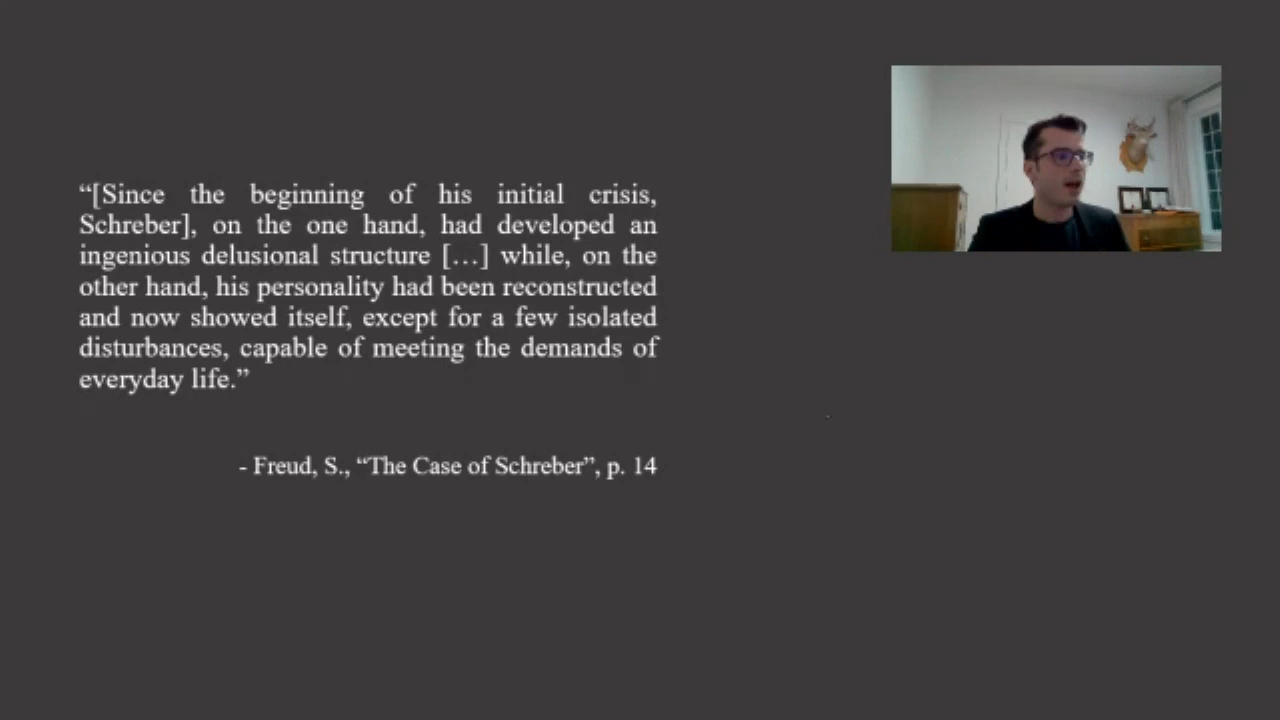 “[Since the beginning of his initial crisis,
Schreber], on the one hand, had developed an
ingenious delusional structure […] while, on the
other hand, his personality had been reconstructed
and now showed itself, except for a few isolated
disturbances, capable of meeting the demands of
everyday life.”
- Freud, S., “The Case of Schreber”, p. 14